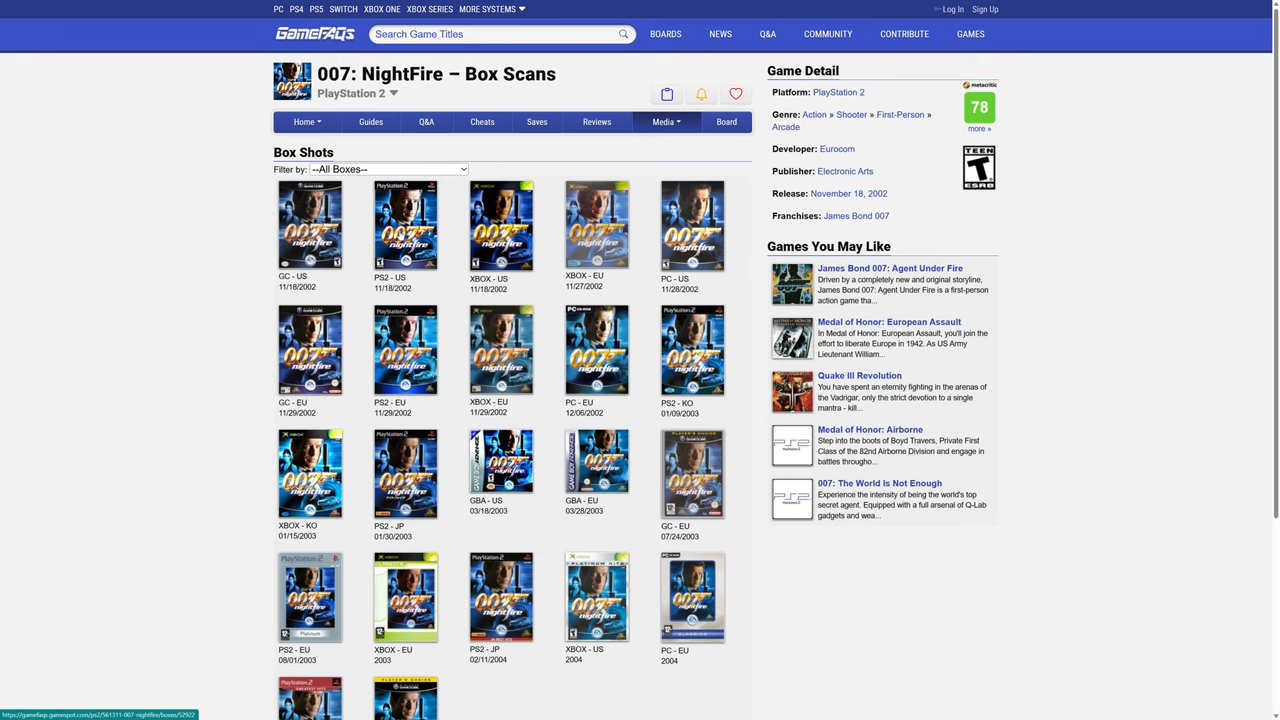 PC PS4 PS5 SWITCH XBOX ONE XBOX SERIES MORE SYSTEMS Log In Sign Up
GameFAQs Search Game Titles BOARDS NEWS Q&A COMMUNITY CONTRIBUTE GAMES
007: NightFire – Box Scans
PlayStation 2
Home Guides Q&A Cheats Saves Reviews Media Board
Box Shots
Filter by: --All Boxes--
GC - US
11/18/2002
PS2 - US
11/18/2002
XBOX - US
11/18/2002
XBOX - EU
11/27/2002
PC - US
11/28/2002
GC - EU
11/29/2002
PS2 - EU
11/29/2002
XBOX - EU
11/29/2002
PC - EU
12/06/2002
PS2 - KO
01/09/2003
XBOX - KO
01/15/2003
PS2 - JP
01/30/2003
GBA - US
03/18/2003
GBA - EU
03/28/2003
GC - EU
07/24/2003
PS2 - EU
08/01/2003
XBOX - EU
2003
PS2 - JP
02/11/2004
XBOX - US
2004
PC - EU
2004
Game Detail
Platform: PlayStation 2
Genre: Action » Shooter » First-Person »
Arcade
Developer: Eurocom
Publisher: Electronic Arts
Release: November 18, 2002
Franchises: James Bond 007
metacritic
78
more »
TEEN
T
ESRB
Games You May Like
James Bond 007: Agent Under Fire
Driven by a completely new and original storyline,
James Bond 007: Agent Under Fire is a first-person
action game tha...
Medal of Honor: European Assault
In Medal of Honor: European Assault, you'll join the
effort to liberate Europe in 1942. As US Army
Lieutenant William...
Quake III Revolution
You have spent an eternity fighting in the arenas of
the Vadrigar, only the strict devotion to a single
mantra - kill...
Medal of Honor: Airborne
Step into the boots of Boyd Travers, Private First
Class of the 82nd Airborne Division and engage in
battles througho...
007: The World Is Not Enough
Experience the intensity of being the world's top
secret agent. Equipped with a full arsenal of Q-Lab
gadgets and wea...
https://gamefaqs.gamespot.com/ps2/561311-007-nightfire/boxes/52922